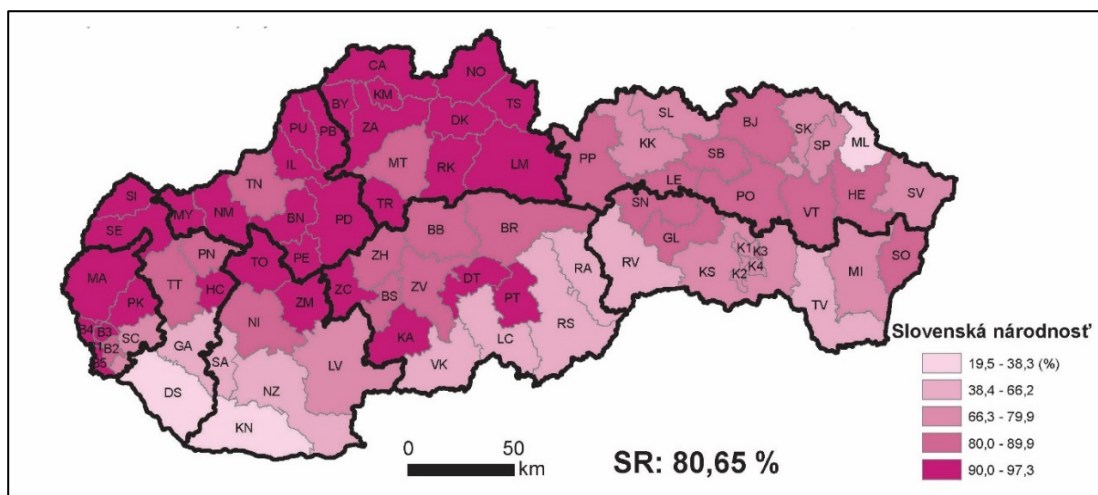 CA
NO
BY
KM
TS
PU
PB
ZA
DK
IL
MT
RK
LM
TN
SI
MY
NM
BN
PD
TR
SE
PE
MA
PN
TO
TT
HC
ZM
ZC
PK
NI
B4
B3
B2
B5
SC
GA
SA
LV
DS
NZ
KN
ZH
BB
BR
BS
ZV
DT
PT
KA
VK
LC
RS
RA
RV
PP
SL
KK
BJ
SK
SP
ML
SB
LE
PO
VT
HE
SV
SN
GL
KS
K1
K3
K2
K4
TV
MI
SO
Slovenská národnosť
19,5 - 38,3 (%)
38,4 - 66,2
66,3 - 79,9
80,0 - 89,9
90,0 - 97,3
0 50
km
SR: 80,65 %